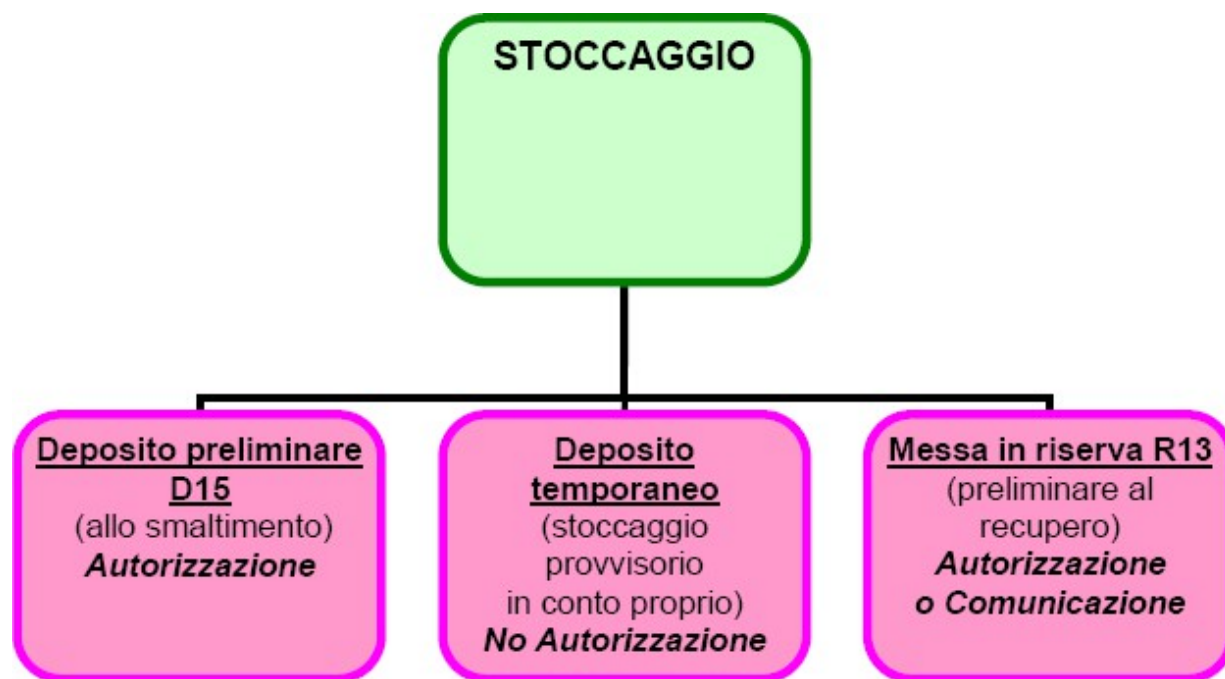 STOCCAGGIO
Deposito preliminare
D15
(allo smaltimento)
Autorizzazione
Deposito
temporaneo
(stoccaggio
provvisorio
in conto proprio)
No Autorizzazione
Messa in riserva R13
(preliminare al
recupero)
Autorizzazione
o Comunicazione